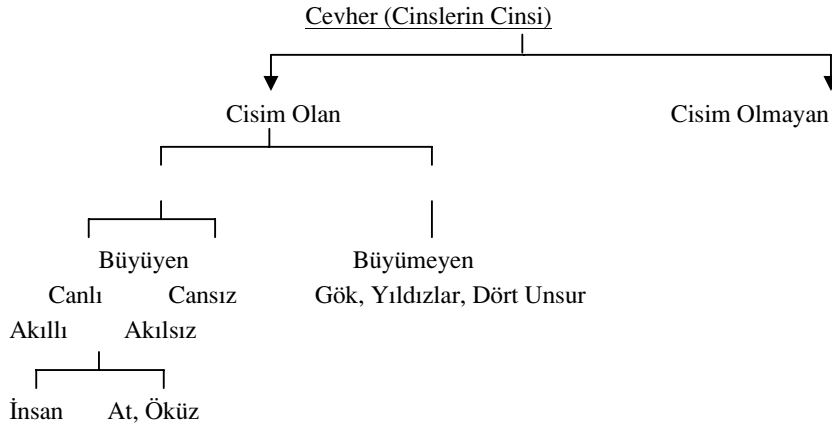 Cevher (Cinslerin Cinsi)
Cisim Olan Cisim Olmayan
Büyüyen Büyümeyen
Canlı Cansız Gök, Yıldızlar, Dört Unsur
Akıllı Akılsız
İnsan At, Öküz